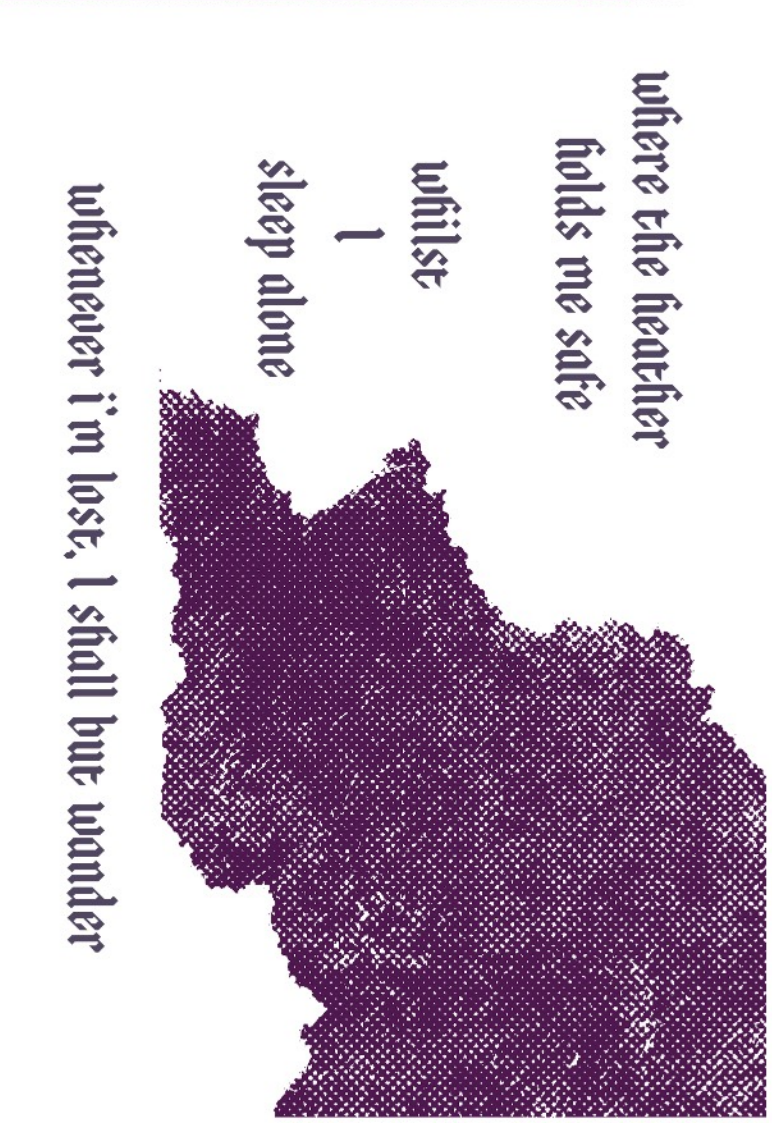 where the heather
holds me safe
whilst
I
sleep alone
whenever i'm lost, I shall but wander